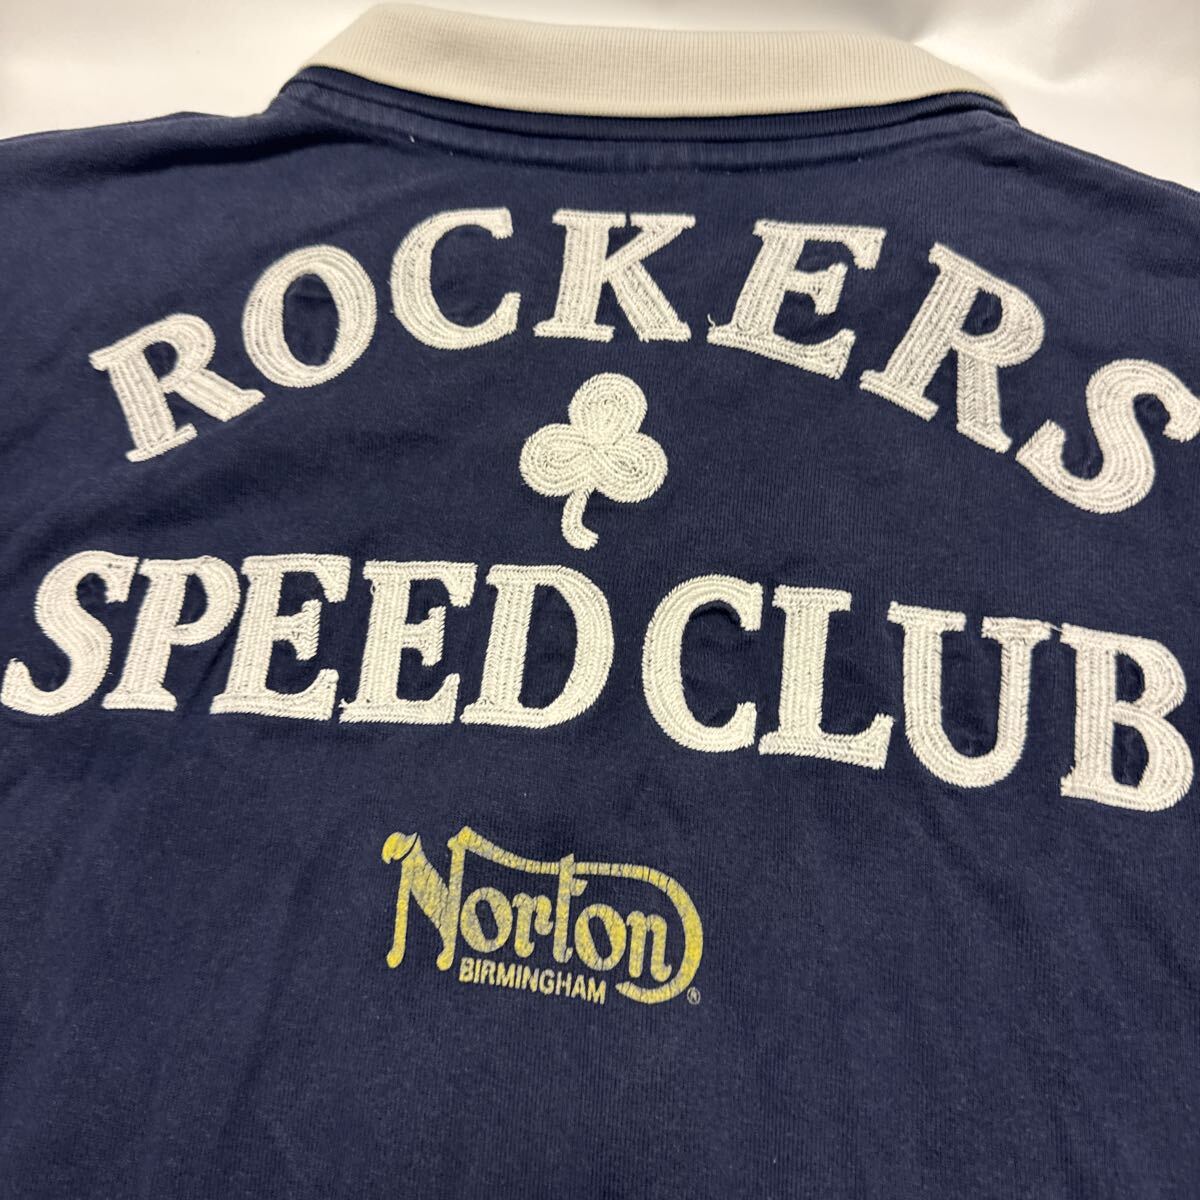 ROCKERS
SPEED CLUB
Norton
BIRMINGHAM
®